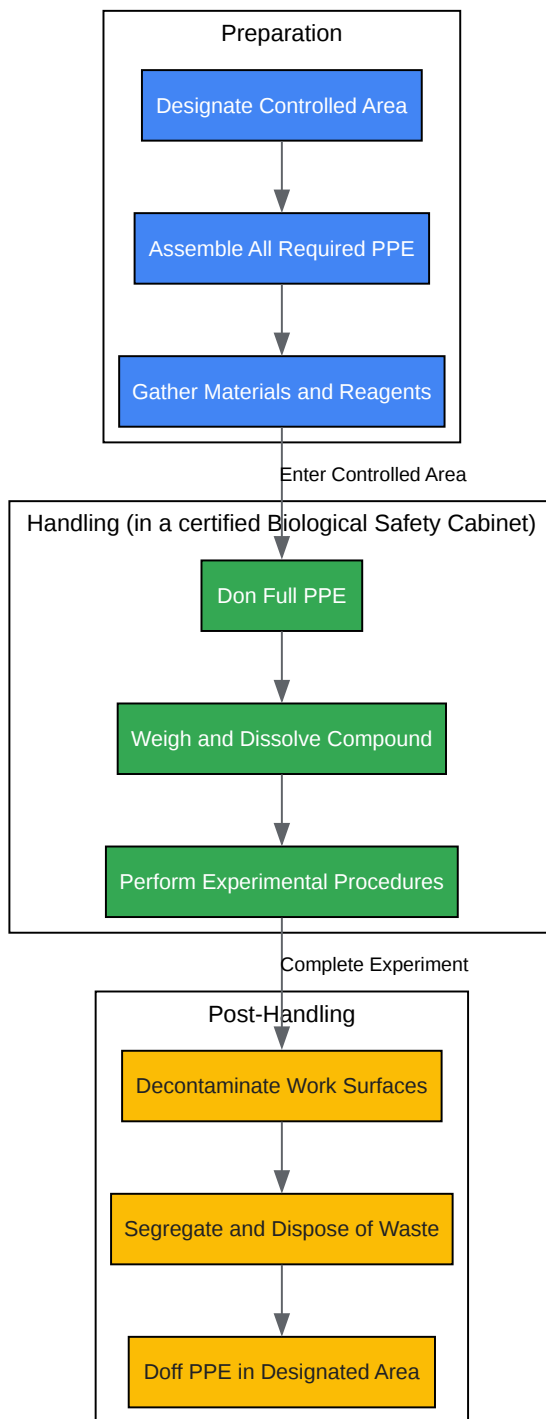 Preparation
Designate Controlled Area
Assemble All Required PPE
Gather Materials and Reagents
Enter Controlled Area
Handling (in a certified Biological Safety Cabinet)
Don Full PPE
Weigh and Dissolve Compound
Perform Experimental Procedures
Complete Experiment
Post-Handling
Decontaminate Work Surfaces
Segregate and Dispose of Waste
Doff PPE in Designated Area